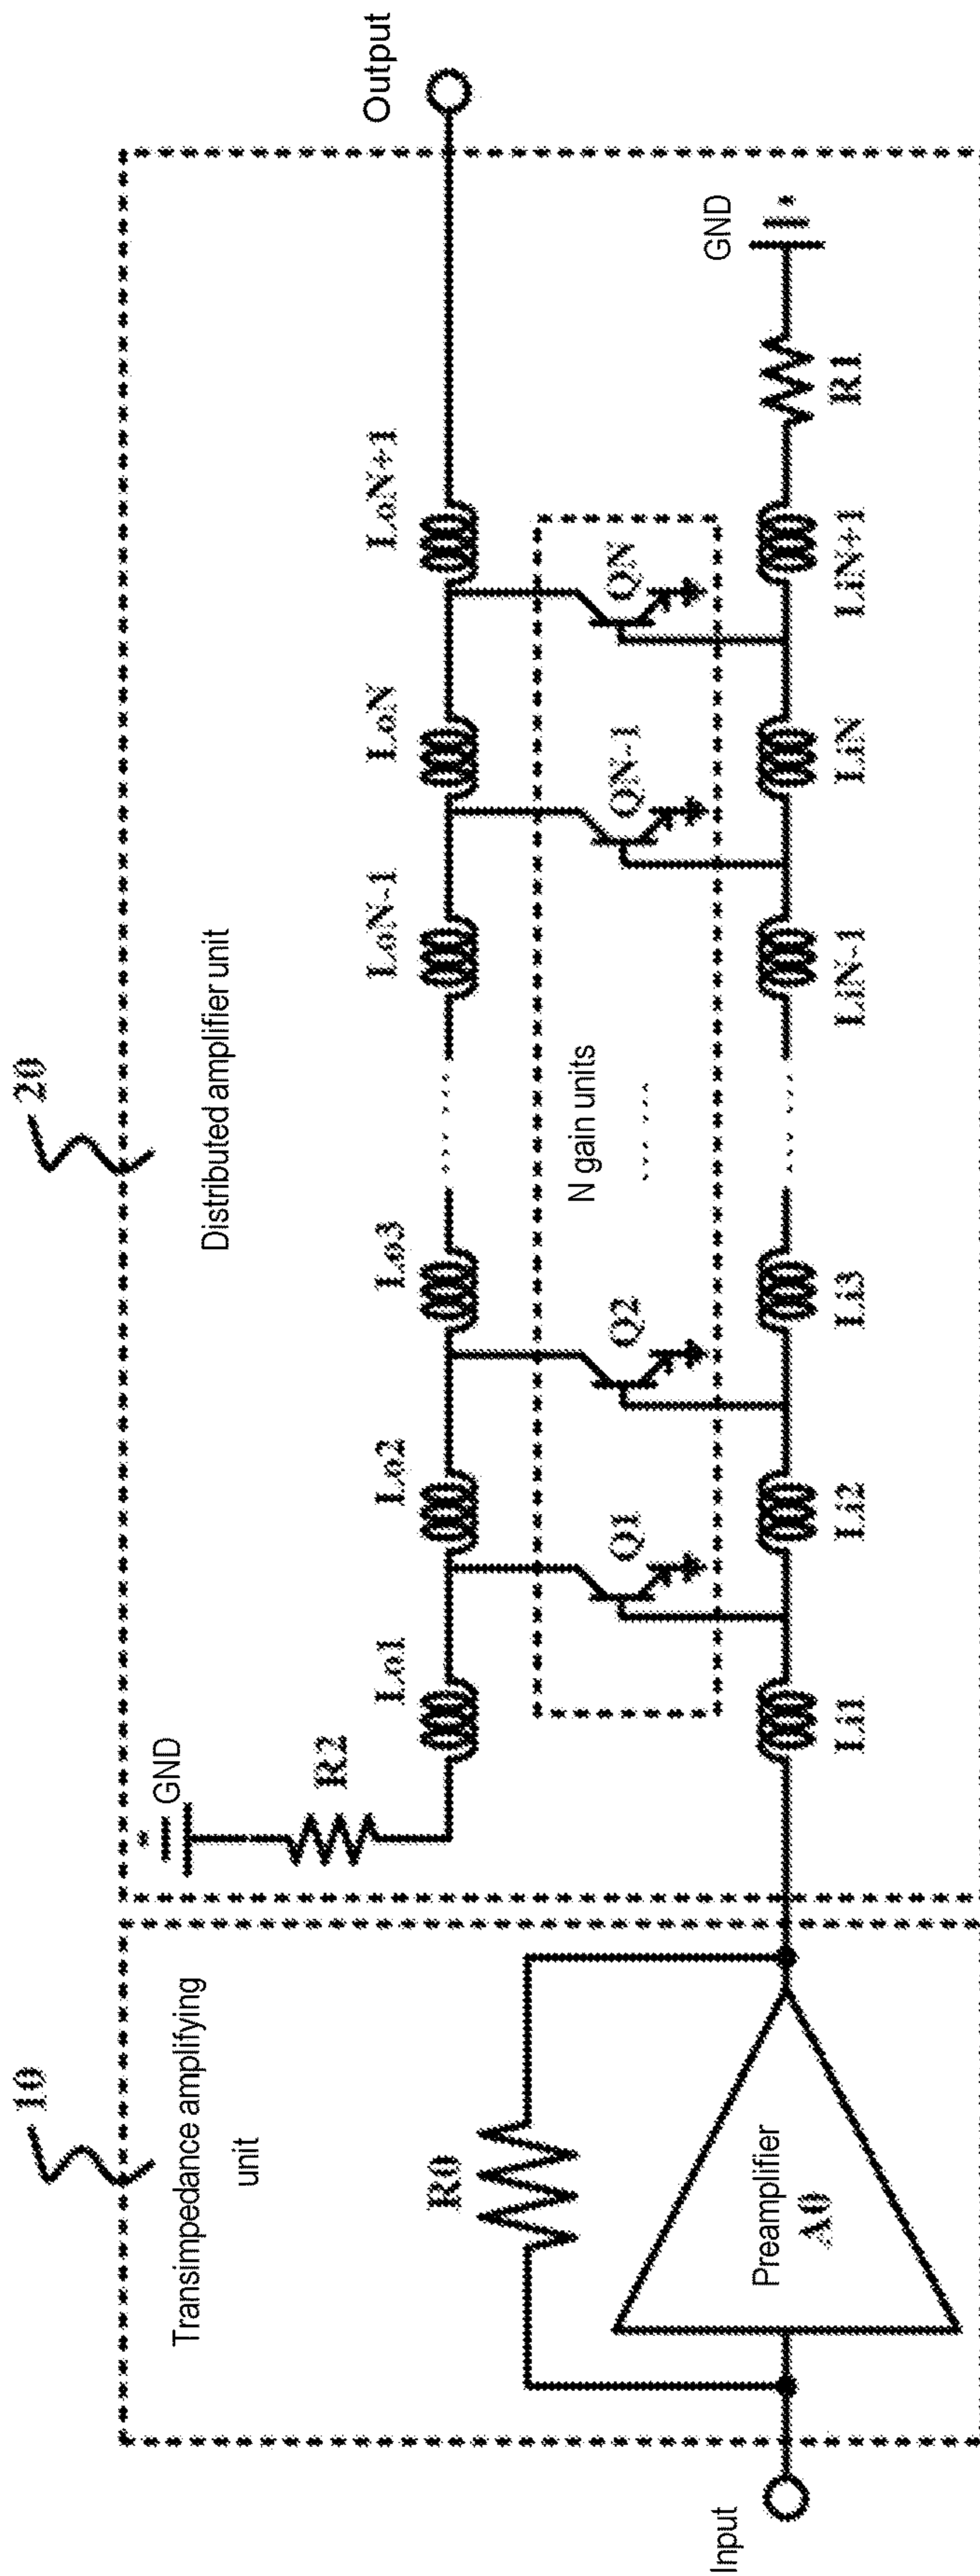 10
20
Transimpedance amplifying
unit
Distributed amplifier unit
GND
R2
R0
Preamplifier
A0
Input
Output
Lo1
Lo2
Lo3
LoN-1
LoN
LoN+1
N gain units
Q1
Q2
QN-1
QN
......
Li1
Li2
Li3
LiN-1
LiN
LiN+1
R1
GND